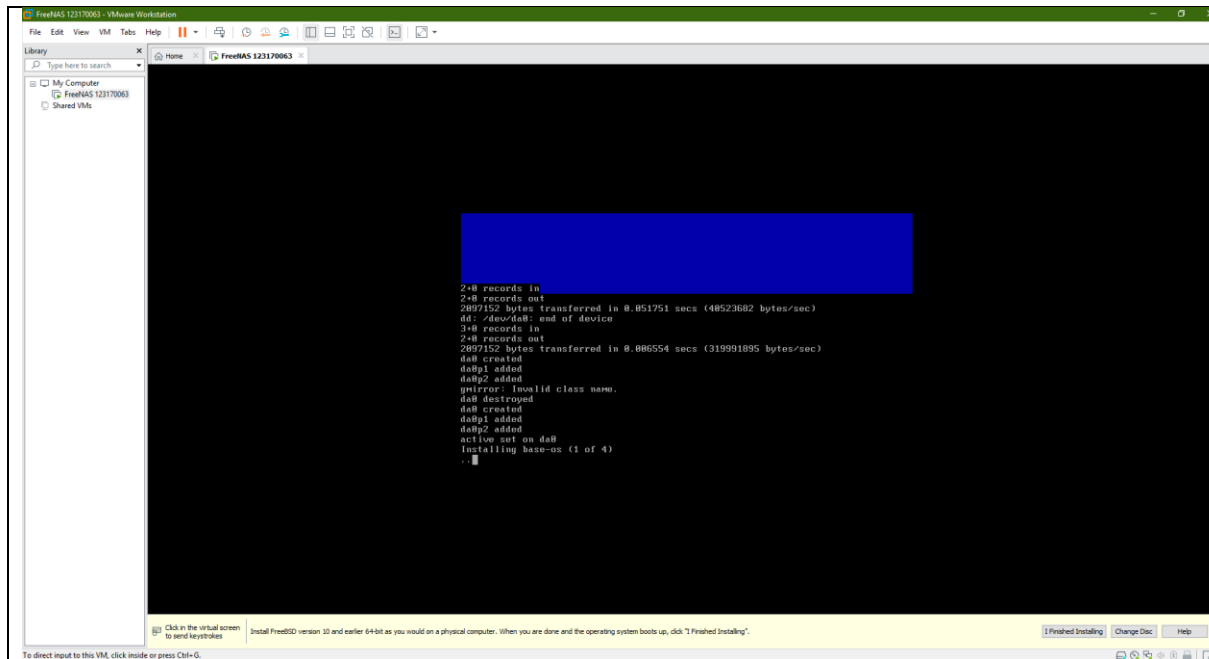 FreeNAS 123170063 - VMware Workstation
File Edit View VM Tabs Help
Library
Type here to search
My Computer
FreeNAS 123170063
Shared VMs
Home
FreeNAS 123170063
2+0 records in
2+0 records out
2097152 bytes transferred in 0.051751 secs (40523682 bytes/sec)
dd: /dev/da0: end of device
3+0 records in
2+0 records out
2097152 bytes transferred in 0.006554 secs (319991895 bytes/sec)
da0 created
da0p1 added
da0p2 added
gmirror: Invalid class name.
da0 destroyed
da0 created
da0p1 added
da0p2 added
active set on da0
Installing base-os (1 of 4)
..
Click in the virtual screen
to send keystrokes
Install FreeBSD version 10 and earlier 64-bit as you would on a physical computer. When you are done and the operating system boots up, click "I Finished Installing".
I Finished Installing
Change Disc
Help
To direct input to this VM, click inside or press Ctrl+G.